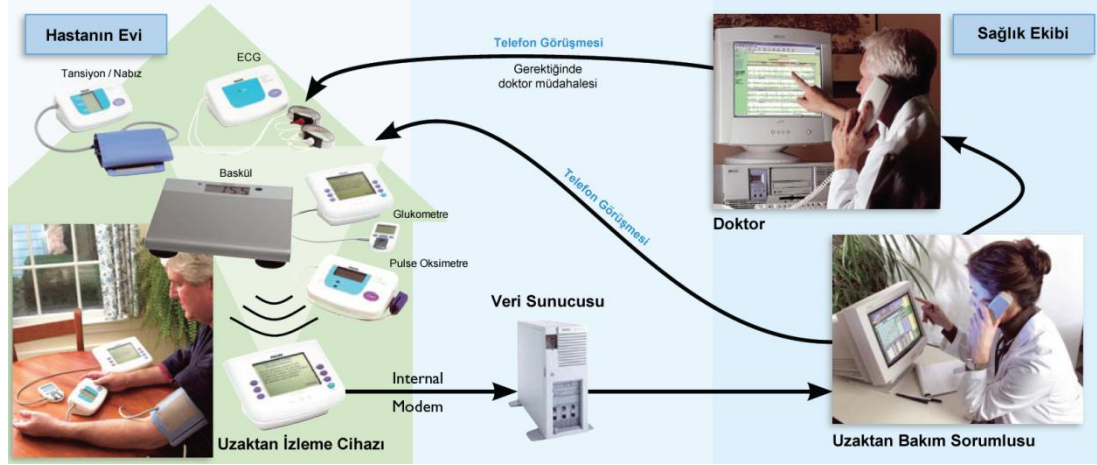 Hastanın Evi
Tansiyon / Nabız
ECG
Baskül
155
Glukometre
Pulse Oksimetre
Uzaktan İzleme Cihazı
Internal
Modem
Veri Sunucusu
Telefon Görüşmesi
Gerektiğinde
doktor müdahalesi
Telefon Görüşmesi
Sağlık Ekibi
Doktor
Uzaktan Bakım Sorumlusu